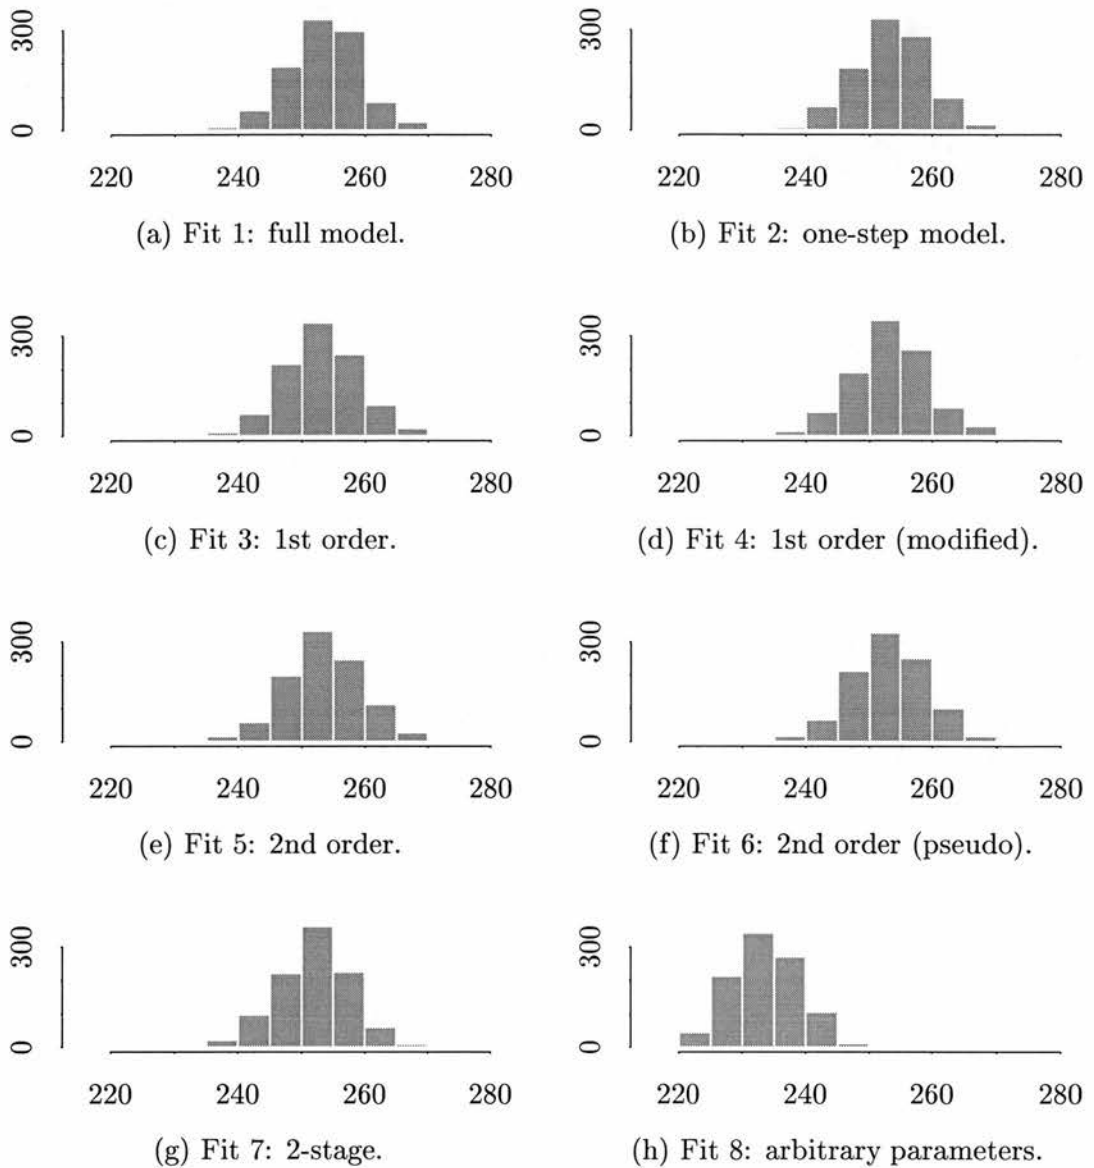 300
0
220 240 260 280
(a) Fit 1: full model.
300
0
220 240 260 280
(b) Fit 2: one-step model.
300
0
220 240 260 280
(c) Fit 3: 1st order.
300
0
220 240 260 280
(d) Fit 4: 1st order (modified).
300
0
220 240 260 280
(e) Fit 5: 2nd order.
300
0
220 240 260 280
(f) Fit 6: 2nd order (pseudo).
300
0
220 240 260 280
(g) Fit 7: 2-stage.
300
0
220 240 260 280
(h) Fit 8: arbitrary parameters.